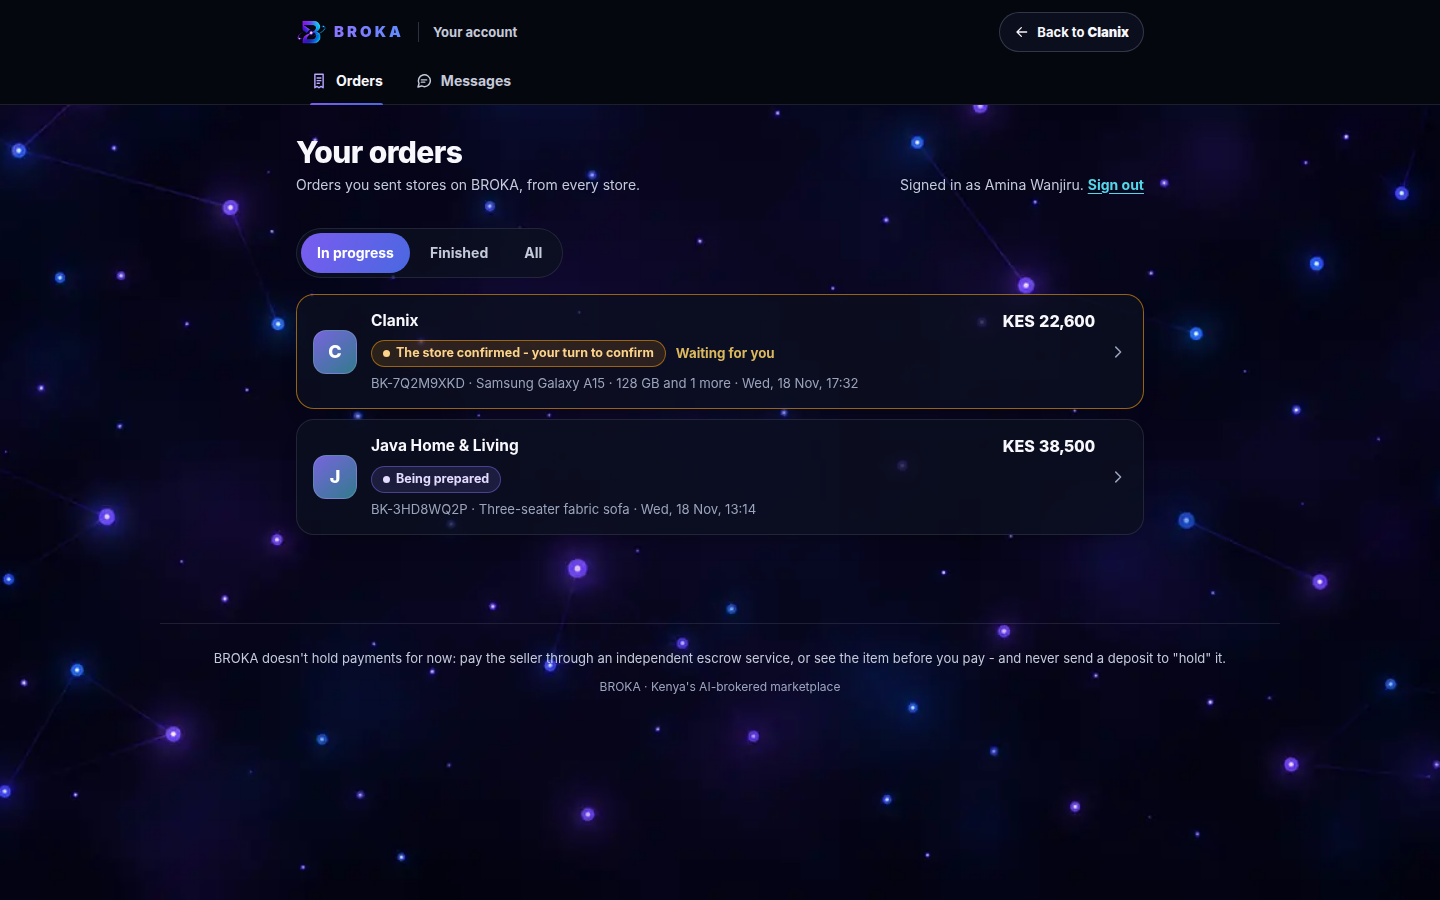 BROKA
Your account
Back to Clanix
Orders
Messages
Your orders
Orders you sent stores on BROKA, from every store.
Signed in as Amina Wanjiru. Sign out
In progress
Finished
All
C
Clanix
KES 22,600
The store confirmed - your turn to confirm
Waiting for you
BK-7Q2M9XKD · Samsung Galaxy A15 · 128 GB and 1 more · Wed, 18 Nov, 17:32
J
Java Home & Living
KES 38,500
Being prepared
BK-3HD8WQ2P · Three-seater fabric sofa · Wed, 18 Nov, 13:14
BROKA doesn't hold payments for now: pay the seller through an independent escrow service, or see the item before you pay - and never send a deposit to "hold" it.
BROKA · Kenya's AI-brokered marketplace